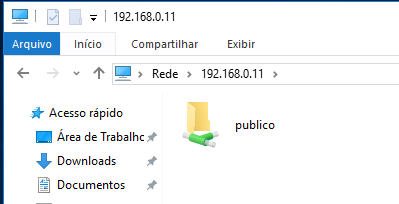 192.168.0.11
Arquivo Início Compartilhar Exibir
Rede 192.168.0.11
Acesso rápido
Área de Trabalho
Downloads
Documentos
publico